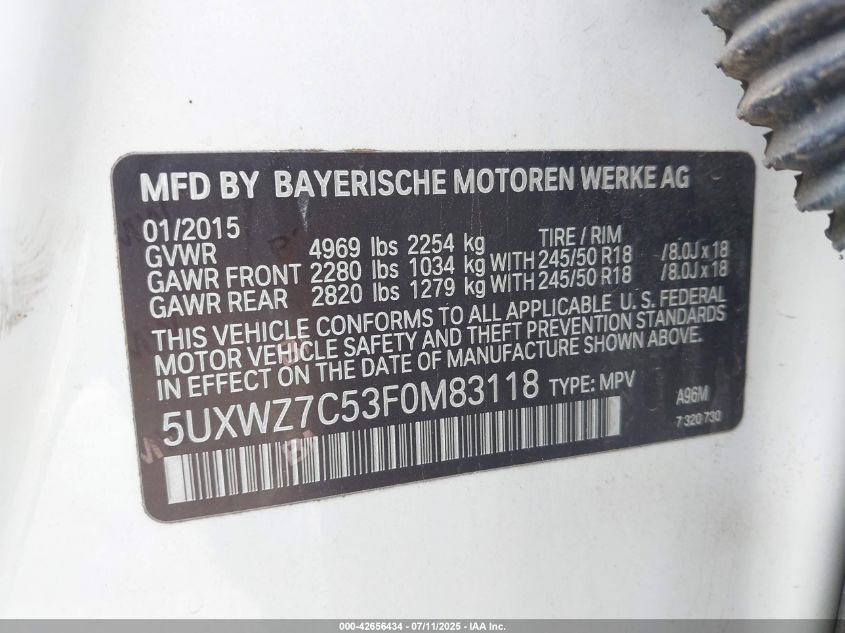 MFD BY BAYERISCHE MOTOREN WERKE AG
01/2015 TIRE / RIM
GVWR 4969 lbs 2254 kg
GAWR FRONT 2280 lbs 1034 kg WITH 245/50 R18 /8.0J x 18
GAWR REAR 2820 lbs 1279 kg WITH 245/50 R18 /8.0J x 18
THIS VEHICLE CONFORMS TO ALL APPLICABLE U.S. FEDERAL
MOTOR VEHICLE SAFETY AND THEFT PREVENTION STANDARDS
IN EFFECT ON THE DATE OF MANUFACTURE SHOWN ABOVE.
5UXWZ7C53F0M83118 TYPE: MPV
A96M
7 320 730
000-42656434 - 07/11/2025 - IAA Inc.